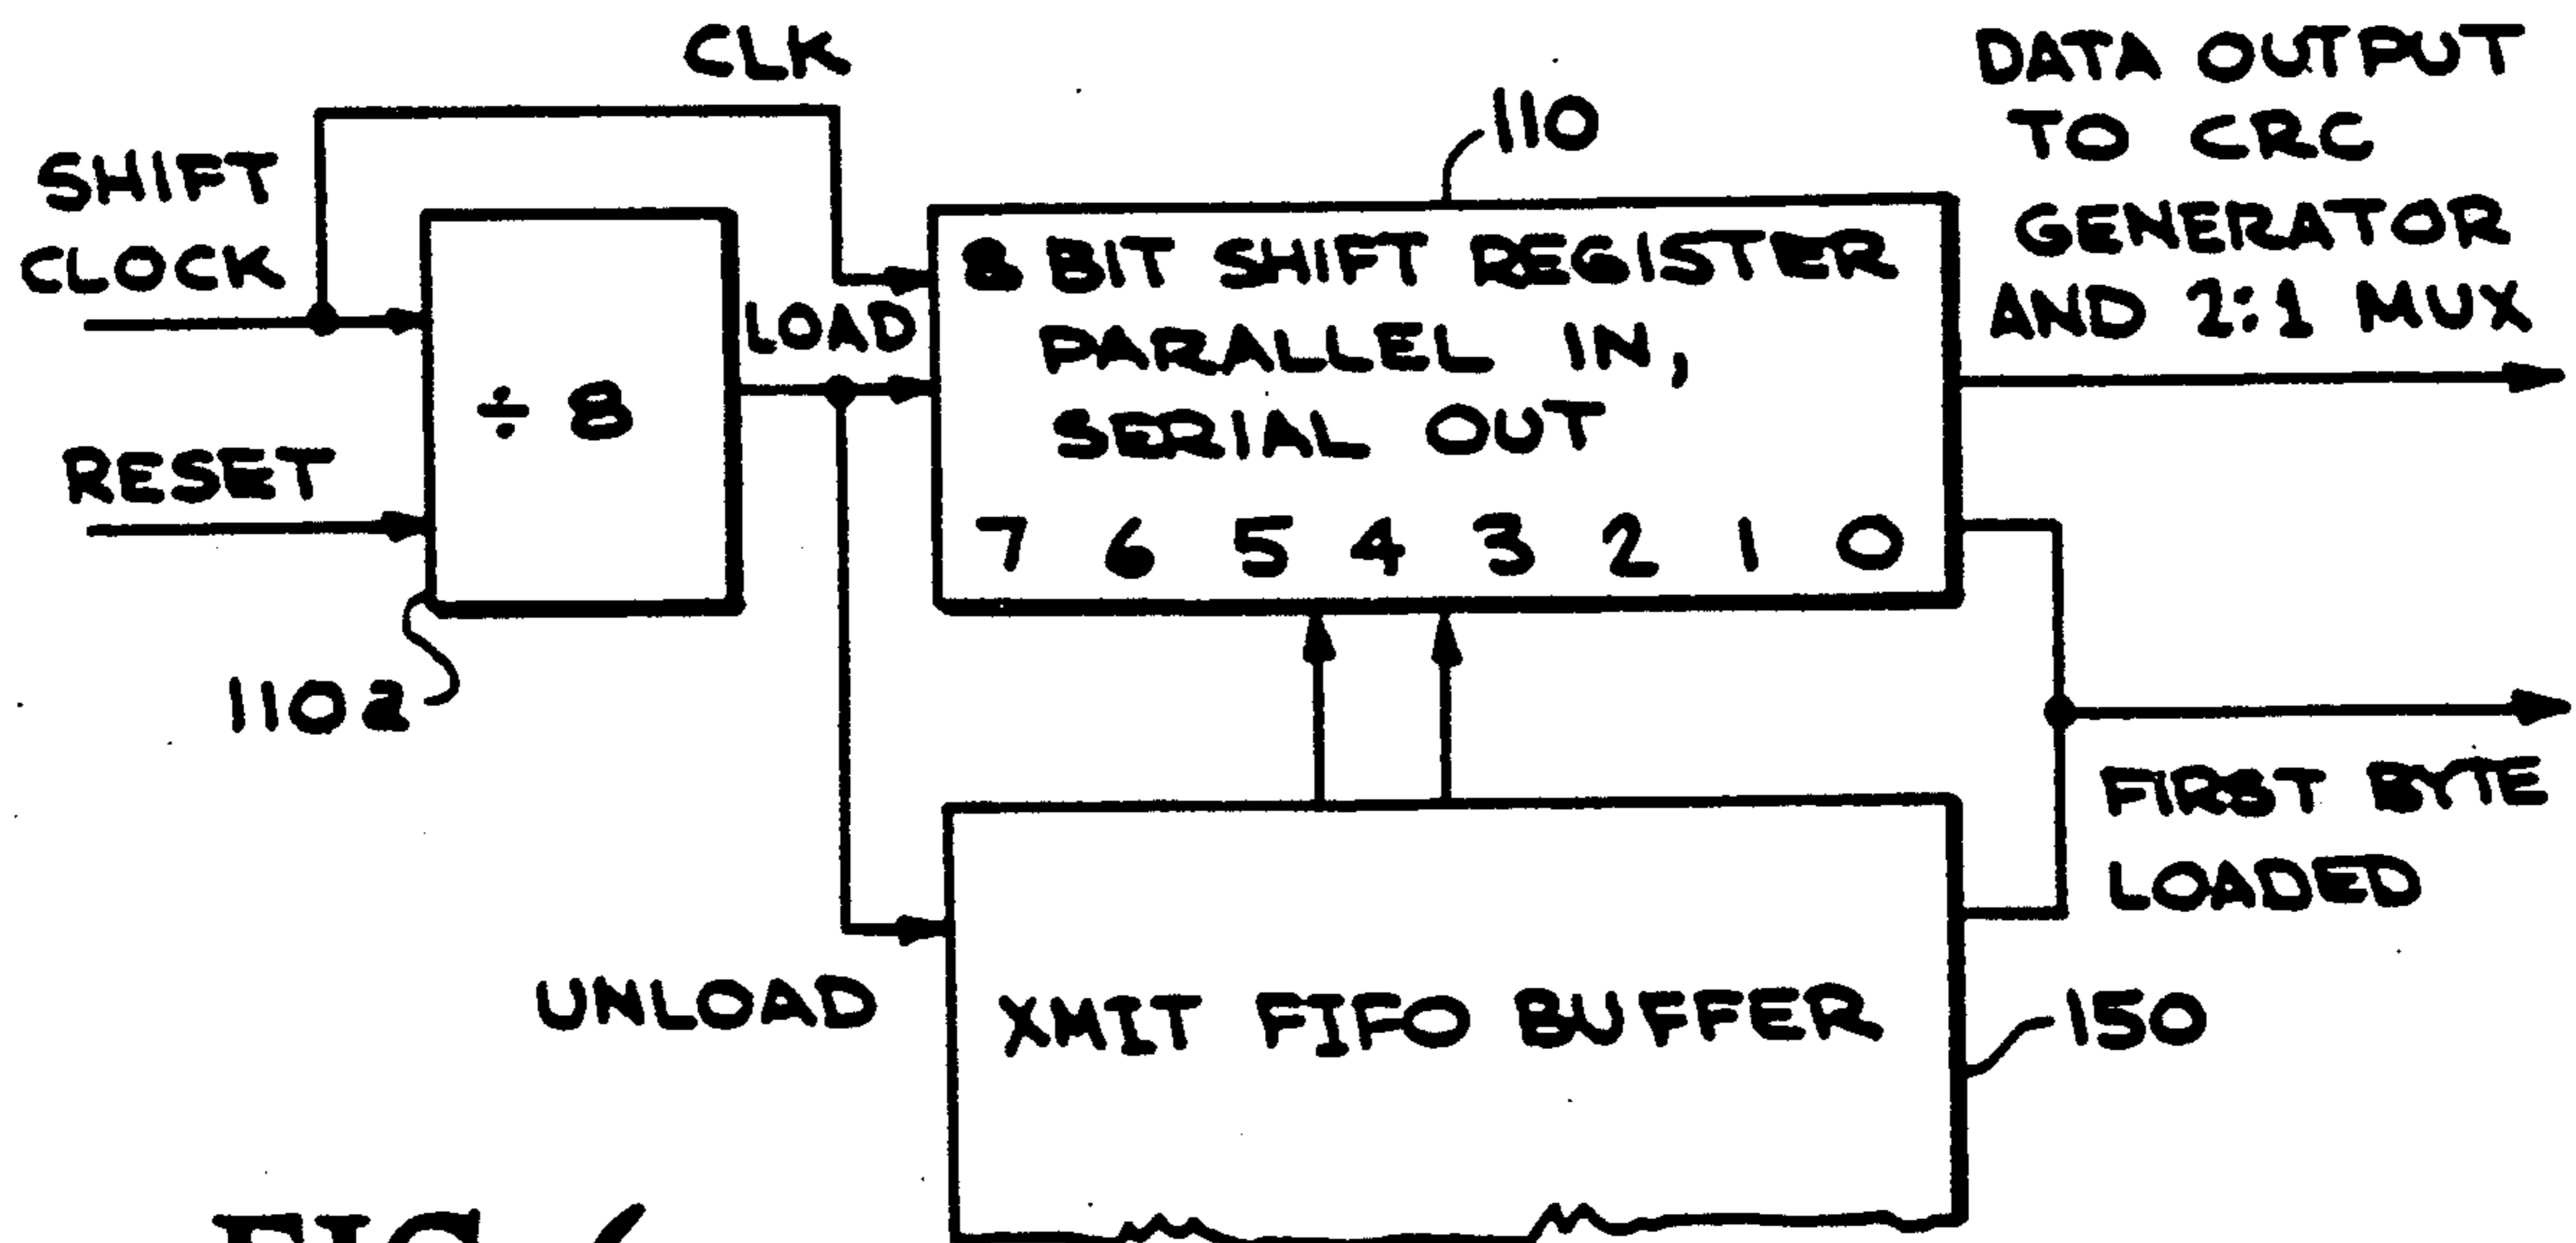 CLK
SHIFT
CLOCK
RESET
÷ 8
110a
LOAD
110
8 BIT SHIFT REGISTER
PARALLEL IN,
SERIAL OUT
7 6 5 4 3 2 1 0
DATA OUTPUT
TO CRC
GENERATOR
AND 2:1 MUX
FIRST BYTE
LOADED
UNLOAD
XMIT FIFO BUFFER
150